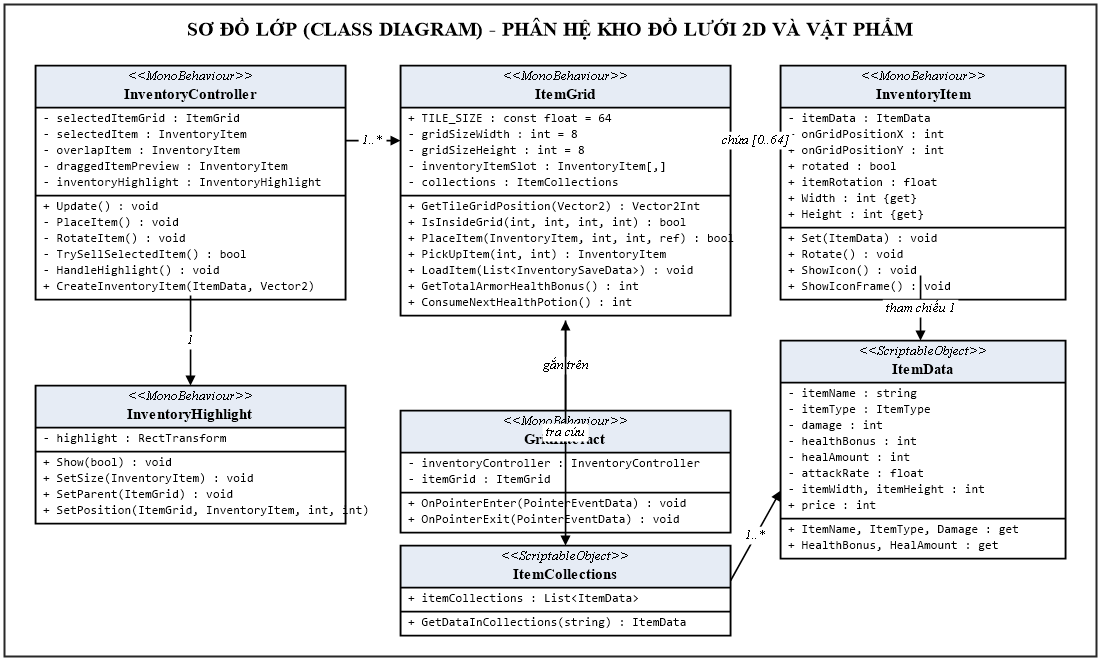 SƠ ĐỒ LỚP (CLASS DIAGRAM) - PHÂN HỆ KHO ĐỒ LƯỚI 2D VÀ VẬT PHẨM
<<MonoBehaviour>>
InventoryController
- selectedItemGrid : ItemGrid
- selectedItem : InventoryItem
- overlapItem : InventoryItem
- draggedItemPreview : InventoryItem
- inventoryHighlight : InventoryHighlight
+ Update() : void
- PlaceItem() : void
- RotateItem() : void
- TrySellSelectedItem() : bool
- HandleHighlight() : void
+ CreateInventoryItem(ItemData, Vector2)
1..*
<<MonoBehaviour>>
ItemGrid
+ TILE_SIZE : const float = 64
- gridSizeWidth : int = 8
- gridSizeHeight : int = 8
- inventoryItemSlot : InventoryItem[,]
- collections : ItemCollections
+ GetTileGridPosition(Vector2) : Vector2Int
+ IsInsideGrid(int, int, int, int) : bool
+ PlaceItem(InventoryItem, int, int, ref) : bool
+ PickUpItem(int, int) : InventoryItem
+ LoadItem(List<InventorySaveData>) : void
+ GetTotalArmorHealthBonus() : int
+ ConsumeNextHealthPotion() : int
chứa [0..64]
<<MonoBehaviour>>
InventoryItem
- itemData : ItemData
+ onGridPositionX : int
+ onGridPositionY : int
+ rotated : bool
+ itemRotation : float
+ Width : int {get}
+ Height : int {get}
+ Set(ItemData) : void
+ Rotate() : void
+ ShowIcon() : void
+ ShowIconFrame() : void
1
gắn trên
tham chiếu 1
<<MonoBehaviour>>
InventoryHighlight
- highlight : RectTransform
+ Show(bool) : void
+ SetSize(InventoryItem) : void
+ SetParent(ItemGrid) : void
+ SetPosition(ItemGrid, InventoryItem, int, int)
<<MonoBehaviour>>
GridInteract
tra cứu
- inventoryController : InventoryController
- itemGrid : ItemGrid
+ OnPointerEnter(PointerEventData) : void
+ OnPointerExit(PointerEventData) : void
<<ScriptableObject>>
ItemData
- itemName : string
- itemType : ItemType
- damage : int
- healthBonus : int
- healAmount : int
- attackRate : float
- itemWidth, itemHeight : int
+ price : int
+ ItemName, ItemType, Damage : get
+ HealthBonus, HealAmount : get
1..*
<<ScriptableObject>>
ItemCollections
+ itemCollections : List<ItemData>
+ GetDataInCollections(string) : ItemData